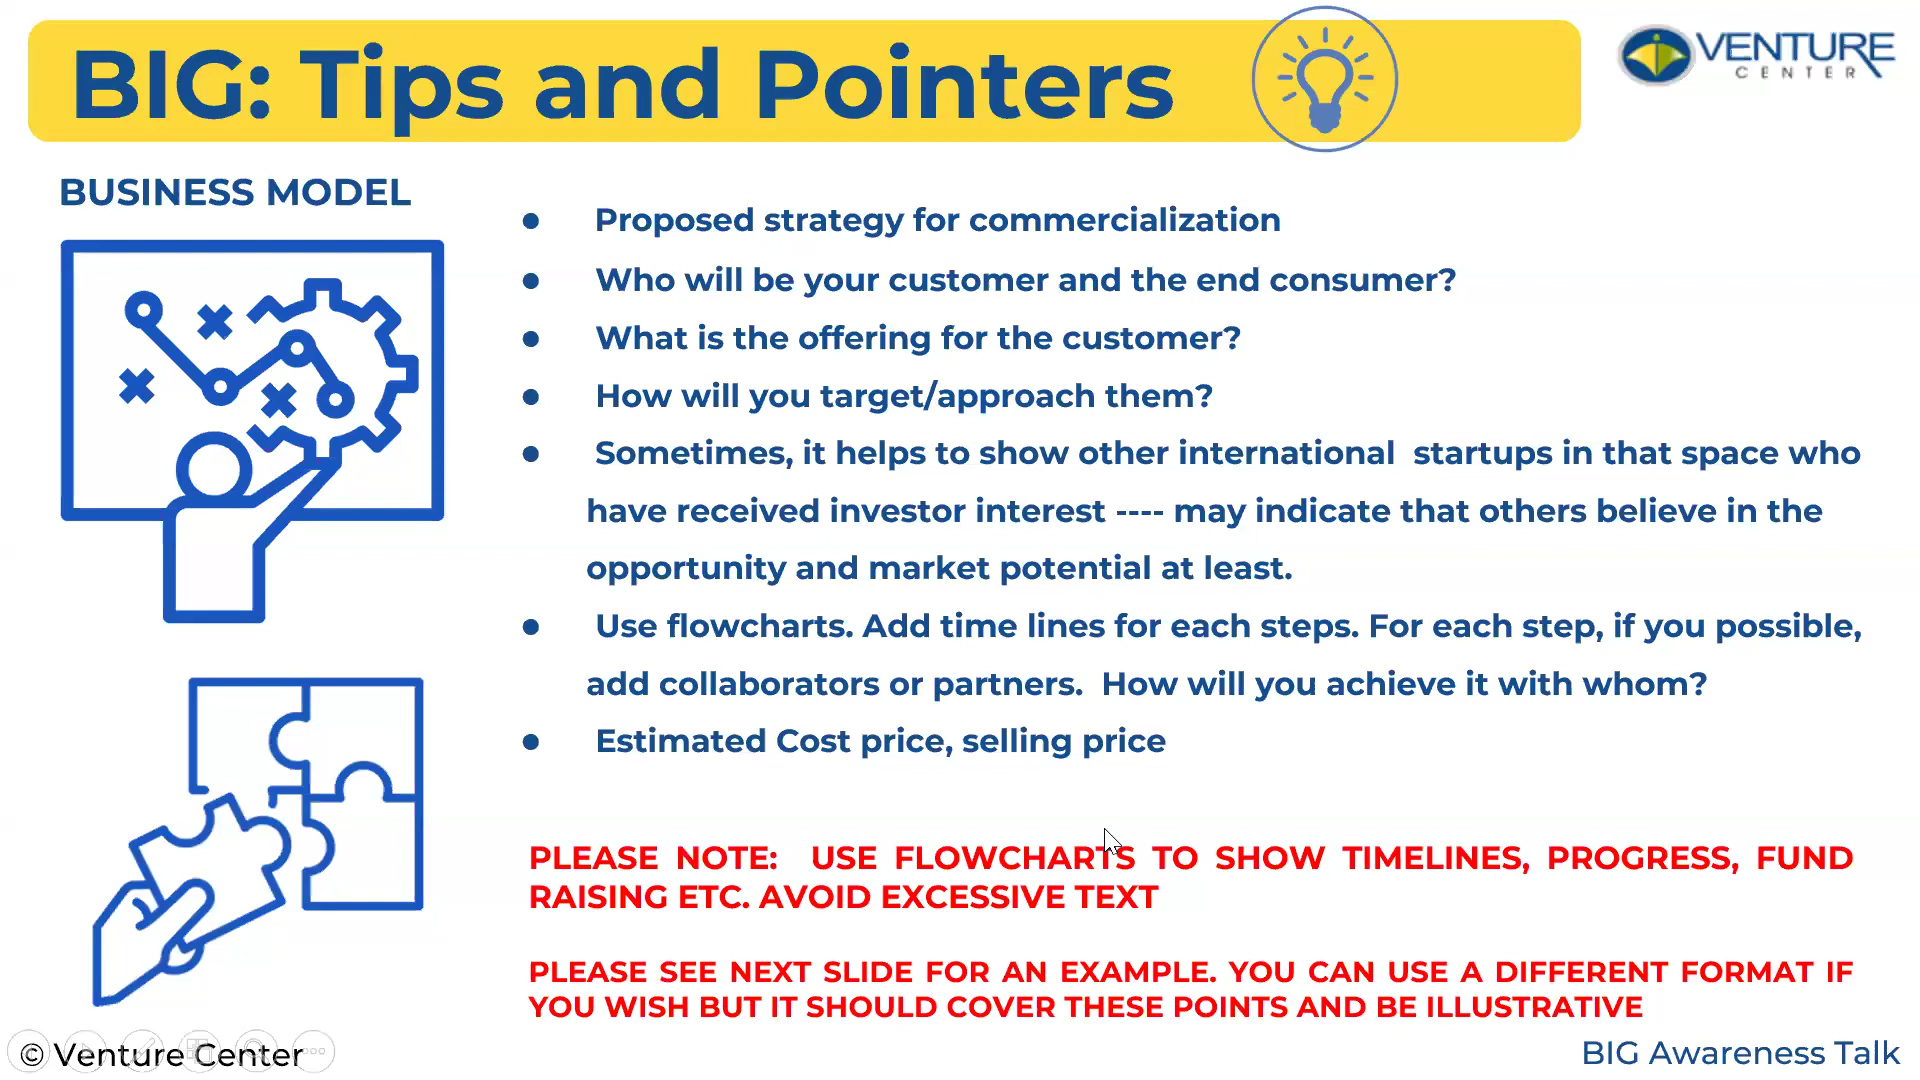 BIG: Tips and Pointers
VENTURE
CENTER
BUSINESS MODEL
● Proposed strategy for commercialization
● Who will be your customer and the end consumer?
● What is the offering for the customer?
● How will you target/approach them?
● Sometimes, it helps to show other international startups in that space who
have received investor interest ---- may indicate that others believe in the
opportunity and market potential at least.
● Use flowcharts. Add time lines for each steps. For each step, if you possible,
add collaborators or partners. How will you achieve it with whom?
● Estimated Cost price, selling price
PLEASE NOTE: USE FLOWCHARTS TO SHOW TIMELINES, PROGRESS, FUND
RAISING ETC. AVOID EXCESSIVE TEXT
PLEASE SEE NEXT SLIDE FOR AN EXAMPLE. YOU CAN USE A DIFFERENT FORMAT IF
YOU WISH BUT IT SHOULD COVER THESE POINTS AND BE ILLUSTRATIVE
© Venture Center
BIG Awareness Talk